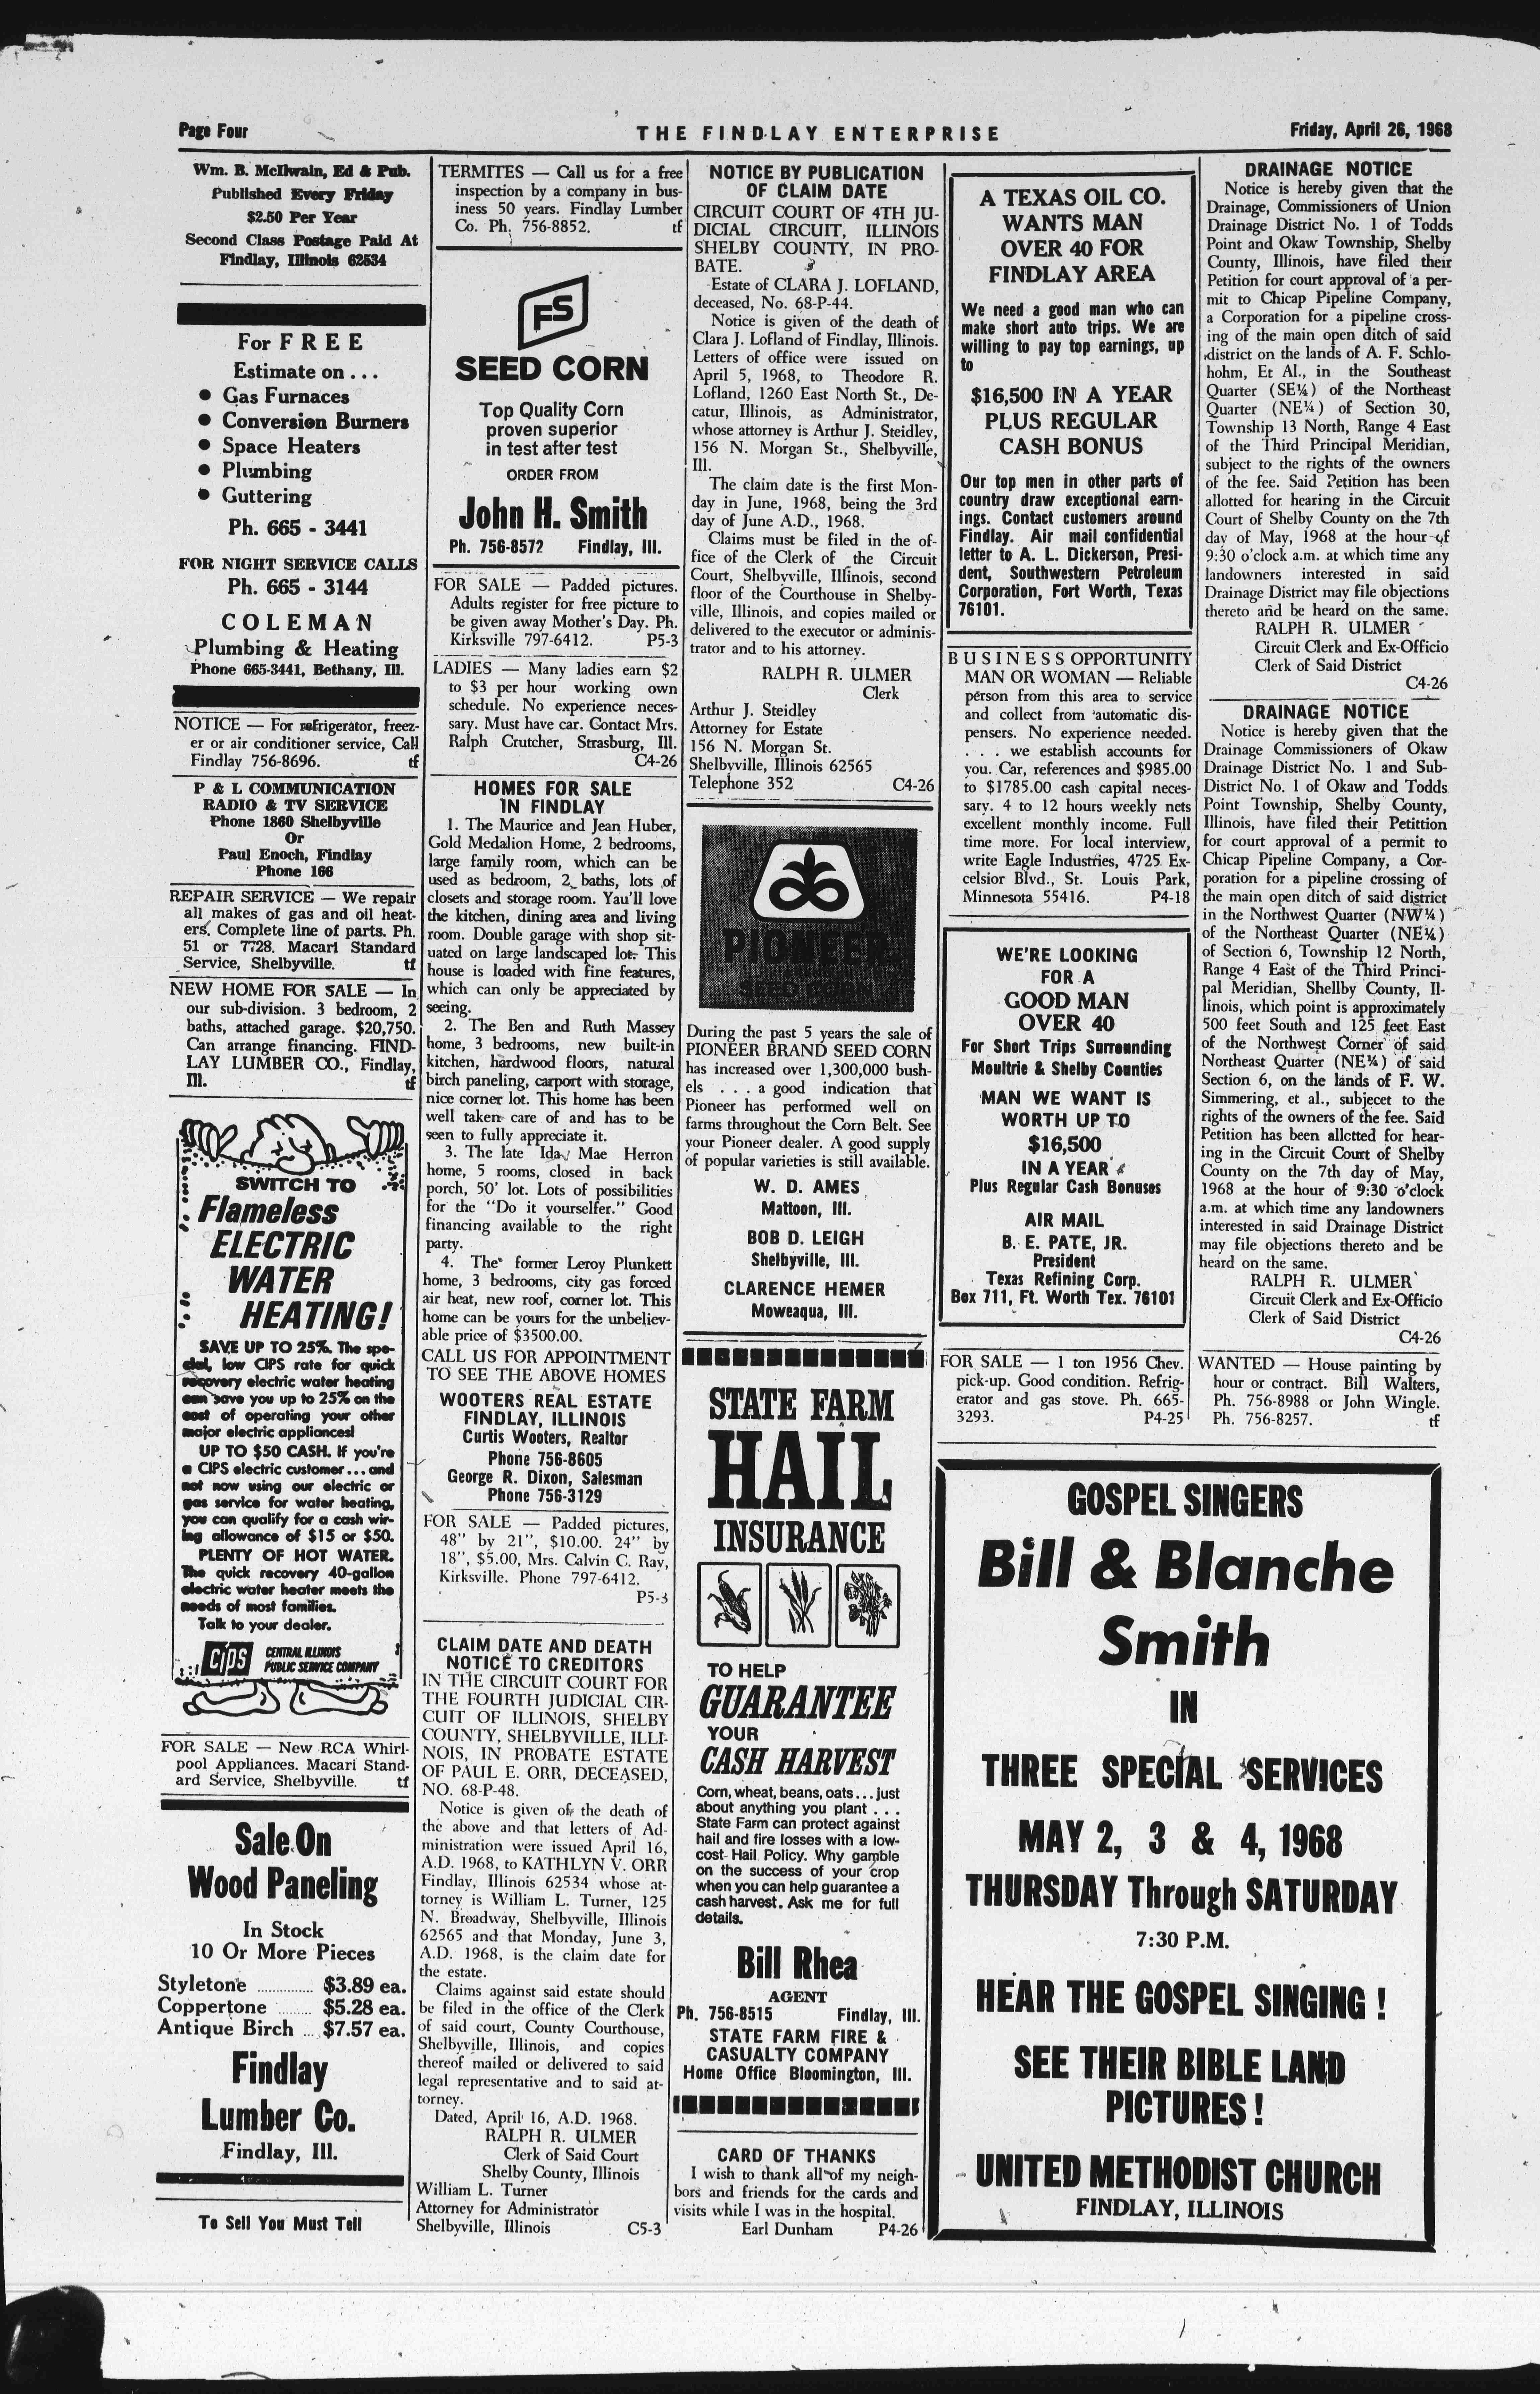 Page Four
THE FINDLAY ENTERPRISE
Friday, April 26, 1968
Wm. B. McIlwain, Ed & Pub.
Published Every Friday
$2.50 Per Year
Second Class Postage Paid At
Findlay, Illinois 62534
For FREE
Estimate on . . .
● Gas Furnaces
● Conversion Burners
● Space Heaters
● Plumbing
● Guttering
Ph. 665 - 3441
FOR NIGHT SERVICE CALLS
Ph. 665 - 3144
COLEMAN
Plumbing & Heating
Phone 665-3441, Bethany, Ill.
NOTICE — For refrigerator, freez-
er or air conditioner service, Call
Findlay 756-8696. tf
P & L COMMUNICATION
RADIO & TV SERVICE
Phone 1860 Shelbyville
Or
Paul Enoch, Findlay
Phone 166
REPAIR SERVICE — We repair
all makes of gas and oil heat-
ers. Complete line of parts. Ph.
51 or 7728. Macari Standard
Service, Shelbyville. tf
NEW HOME FOR SALE — In
our sub-division. 3 bedroom, 2
baths, attached garage. $20,750.
Can arrange financing. FIND-
LAY LUMBER CO., Findlay,
Ill. tf
SWITCH TO
Flameless
ELECTRIC
WATER
HEATING!
SAVE UP TO 25%. The spe-
cial, low CIPS rate for quick
recovery electric water heating
can save you up to 25% on the
cost of operating your other
major electric appliances!
UP TO $50 CASH. If you're
a CIPS electric customer . . . and
not now using our electric or
gas service for water heating,
you can qualify for a cash wir-
ing allowance of $15 or $50.
PLENTY OF HOT WATER.
The quick recovery 40-gallon
electric water heater meets the
needs of most families.
Talk to your dealer.
CIPS CENTRAL ILLINOIS
PUBLIC SERVICE COMPANY
FOR SALE — New RCA Whirl-
pool Appliances. Macari Stand-
ard Service, Shelbyville. tf
Sale On
Wood Paneling
In Stock
10 Or More Pieces
Styletone .............. $3.89 ea.
Coppertone ......... $5.28 ea.
Antique Birch .... $7.57 ea.
Findlay
Lumber Co.
Findlay, Ill.
To Sell You Must Tell
TERMITES — Call us for a free
inspection by a company in bus-
iness 50 years. Findlay Lumber
Co. Ph. 756-8852. tf
FS
SEED CORN
Top Quality Corn
proven superior
in test after test
ORDER FROM
John H. Smith
Ph. 756-8572 Findlay, Ill.
FOR SALE — Padded pictures.
Adults register for free picture to
be given away Mother's Day. Ph.
Kirksville 797-6412. P5-3
LADIES — Many ladies earn $2
to $3 per hour working own
schedule. No experience neces-
sary. Must have car. Contact Mrs.
Ralph Crutcher, Strasburg, Ill.
C4-26
HOMES FOR SALE
IN FINDLAY
1. The Maurice and Jean Huber,
Gold Medalion Home, 2 bedrooms,
large family room, which can be
used as bedroom, 2 baths, lots of
closets and storage room. Yau'll love
the kitchen, dining area and living
room. Double garage with shop sit-
uated on large landscaped lot. This
house is loaded with fine features,
which can only be appreciated by
seeing.
2. The Ben and Ruth Massey
home, 3 bedrooms, new built-in
kitchen, hardwood floors, natural
birch paneling, carport with storage,
nice corner lot. This home has been
well taken care of and has to be
seen to fully appreciate it.
3. The late Ida Mae Herron
home, 5 rooms, closed in back
porch, 50' lot. Lots of possibilities
for the "Do it yourselfer." Good
financing available to the right
party.
4. The former Leroy Plunkett
home, 3 bedrooms, city gas forced
air heat, new roof, corner lot. This
home can be yours for the unbeliev-
able price of $3500.00.
CALL US FOR APPOINTMENT
TO SEE THE ABOVE HOMES
WOOTERS REAL ESTATE
FINDLAY, ILLINOIS
Curtis Wooters, Realtor
Phone 756-8605
George R. Dixon, Salesman
Phone 756-3129
FOR SALE — Padded pictures,
48" by 21", $10.00. 24" by
18", $5.00, Mrs. Calvin C. Ray,
Kirksville. Phone 797-6412.
P5-3
CLAIM DATE AND DEATH
NOTICE TO CREDITORS
IN THE CIRCUIT COURT FOR
THE FOURTH JUDICIAL CIR-
CUIT OF ILLINOIS, SHELBY
COUNTY, SHELBYVILLE, ILLI-
NOIS, IN PROBATE ESTATE
OF PAUL E. ORR, DECEASED,
NO. 68-P-48.
Notice is given of the death of
the above and that letters of Ad-
ministration were issued April 16,
A.D. 1968, to KATHLYN V. ORR
Findlay, Illinois 62534 whose at-
torney is William L. Turner, 125
N. Broadway, Shelbyville, Illinois
62565 and that Monday, June 3,
A.D. 1968, is the claim date for
the estate.
Claims against said estate should
be filed in the office of the Clerk
of said court, County Courthouse,
Shelbyville, Illinois, and copies
thereof mailed or delivered to said
legal representative and to said at-
torney.
Dated, April 16, A.D. 1968.
RALPH R. ULMER
Clerk of Said Court
Shelby County, Illinois
William L. Turner
Attorney for Administrator
Shelbyville, Illinois C5-3
NOTICE BY PUBLICATION
OF CLAIM DATE
CIRCUIT COURT OF 4TH JU-
DICIAL CIRCUIT, ILLINOIS
SHELBY COUNTY, IN PRO-
BATE.
Estate of CLARA J. LOFLAND,
deceased, No. 68-P-44.
Notice is given of the death of
Clara J. Lofland of Findlay, Illinois.
Letters of office were issued on
April 5, 1968, to Theodore R.
Lofland, 1260 East North St., De-
catur, Illinois, as Administrator,
whose attorney is Arthur J. Steidley,
156 N. Morgan St., Shelbyville,
Ill.
The claim date is the first Mon-
day in June, 1968, being the 3rd
day of June A.D., 1968.
Claims must be filed in the of-
fice of the Clerk of the Circuit
Court, Shelbyville, Illinois, second
floor of the Courthouse in Shelby-
ville, Illinois, and copies mailed or
delivered to the executor or adminis-
trator and to his attorney.
RALPH R. ULMER
Clerk
Arthur J. Steidley
Attorney for Estate
156 N. Morgan St.
Shelbyville, Illinois 62565
Telephone 352 C4-26
PIONEER.
BRAND
SEED CORN
During the past 5 years the sale of
PIONEER BRAND SEED CORN
has increased over 1,300,000 bush-
els . . . a good indication that
Pioneer has performed well on
farms throughout the Corn Belt. See
your Pioneer dealer. A good supply
of popular varieties is still available.
W. D. AMES
Mattoon, Ill.
BOB D. LEIGH
Shelbyville, Ill.
CLARENCE HEMER
Moweaqua, Ill.
STATE FARM
HAIL
INSURANCE
TO HELP
GUARANTEE
YOUR
CASH HARVEST
Corn, wheat, beans, oats . . . just
about anything you plant . . .
State Farm can protect against
hail and fire losses with a low-
cost Hail Policy. Why gamble
on the success of your crop
when you can help guarantee a
cash harvest. Ask me for full
details.
Bill Rhea
AGENT
Ph. 756-8515 Findlay, Ill.
STATE FARM FIRE &
CASUALTY COMPANY
Home Office Bloomington, Ill.
CARD OF THANKS
I wish to thank all of my neigh-
bors and friends for the cards and
visits while I was in the hospital.
Earl Dunham P4-26
A TEXAS OIL CO.
WANTS MAN
OVER 40 FOR
FINDLAY AREA
We need a good man who can
make short auto trips. We are
willing to pay top earnings, up
to
$16,500 IN A YEAR
PLUS REGULAR
CASH BONUS
Our top men in other parts of
country draw exceptional earn-
ings. Contact customers around
Findlay. Air mail confidential
letter to A. L. Dickerson, Presi-
dent, Southwestern Petroleum
Corporation, Fort Worth, Texas
76101.
BUSINESS OPPORTUNITY
MAN OR WOMAN — Reliable
person from this area to service
and collect from automatic dis-
pensers. No experience needed.
. . . we establish accounts for
you. Car, references and $985.00
to $1785.00 cash capital neces-
sary. 4 to 12 hours weekly nets
excellent monthly income. Full
time more. For local interview,
write Eagle Industries, 4725 Ex-
celsior Blvd., St. Louis Park,
Minnesota 55416. P4-18
WE'RE LOOKING
FOR A
GOOD MAN
OVER 40
For Short Trips Surrounding
Moultrie & Shelby Counties
MAN WE WANT IS
WORTH UP TO
$16,500
IN A YEAR
Plus Regular Cash Bonuses
AIR MAIL
B. E. PATE, JR.
President
Texas Refining Corp.
Box 711, Ft. Worth Tex. 76101
FOR SALE — 1 ton 1956 Chev.
pick-up. Good condition. Refrig-
erator and gas stove. Ph. 665-
3293. P4-25
DRAINAGE NOTICE
Notice is hereby given that the
Drainage, Commissioners of Union
Drainage District No. 1 of Todds
Point and Okaw Township, Shelby
County, Illinois, have filed their
Petition for court approval of a per-
mit to Chicap Pipeline Company,
a Corporation for a pipeline cross-
ing of the main open ditch of said
district on the lands of A. F. Schlo-
hohm, Et Al., in the Southeast
Quarter (SE¼) of the Northeast
Quarter (NE¼) of Section 30,
Township 13 North, Range 4 East
of the Third Principal Meridian,
subject to the rights of the owners
of the fee. Said Petition has been
allotted for hearing in the Circuit
Court of Shelby County on the 7th
day of May, 1968 at the hour of
9:30 o'clock a.m. at which time any
landowners interested in said
Drainage District may file objections
thereto and be heard on the same.
RALPH R. ULMER
Circuit Clerk and Ex-Officio
Clerk of Said District
C4-26
DRAINAGE NOTICE
Notice is hereby given that the
Drainage Commissioners of Okaw
Drainage District No. 1 and Sub-
District No. 1 of Okaw and Todds
Point Township, Shelby County,
Illinois, have filed their Petition
for court approval of a permit to
Chicap Pipeline Company, a Cor-
poration for a pipeline crossing of
the main open ditch of said district
in the Northwest Quarter (NW¼)
of the Northeast Quarter (NE¼)
of Section 6, Township 12 North,
Range 4 East of the Third Princi-
pal Meridian, Shellby County, Il-
linois, which point is approximately
500 feet South and 125 feet East
of the Northwest Corner of said
Northeast Quarter (NE¼) of said
Section 6, on the lands of F. W.
Simmering, et al., subjecet to the
rights of the owners of the fee. Said
Petition has been allctted for hear-
ing in the Circuit Court of Shelby
County on the 7th day of May,
1968 at the hour of 9:30 o'clock
a.m. at which time any landowners
interested in said Drainage District
may file objections thereto and be
heard on the same.
RALPH R. ULMER
Circuit Clerk and Ex-Officio
Clerk of Said District
C4-26
WANTED — House painting by
hour or contract. Bill Walters,
Ph. 756-8988 or John Wingle.
Ph. 756-8257. tf
GOSPEL SINGERS
Bill & Blanche
Smith
IN
THREE SPECIAL SERVICES
MAY 2, 3 & 4, 1968
THURSDAY Through SATURDAY
7:30 P.M.
HEAR THE GOSPEL SINGING !
SEE THEIR BIBLE LAND
PICTURES !
UNITED METHODIST CHURCH
FINDLAY, ILLINOIS